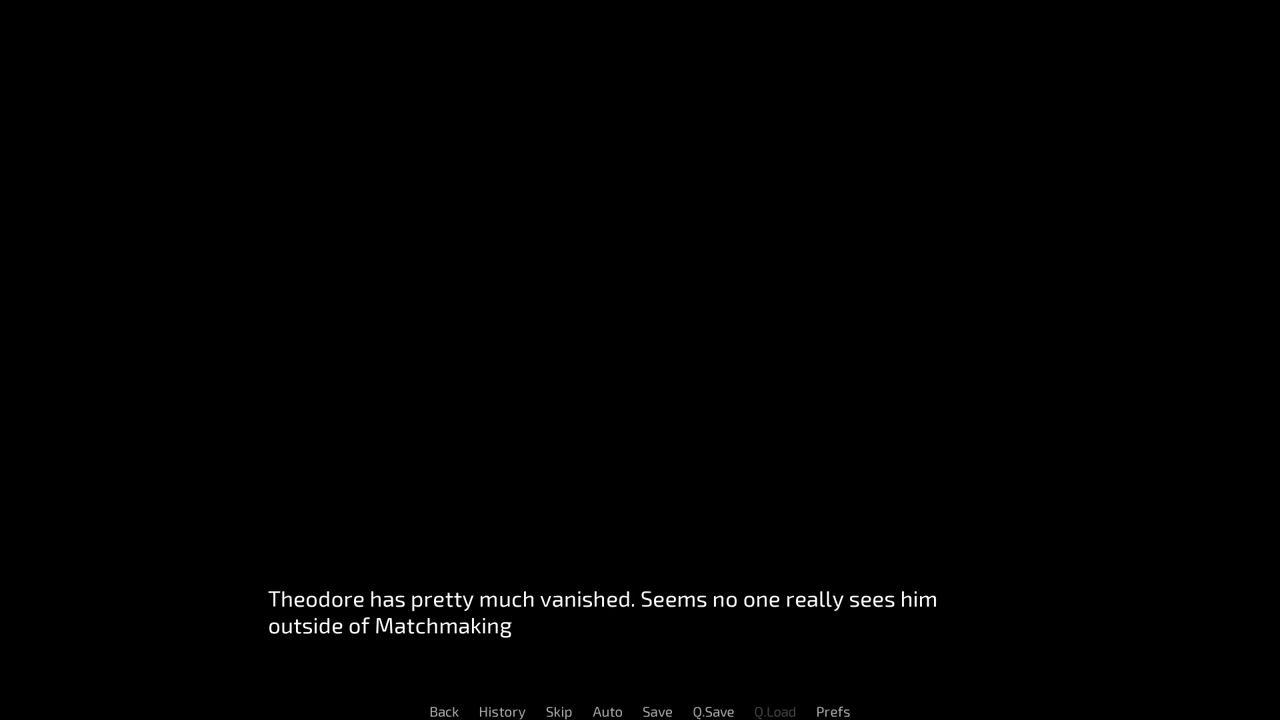 Theodore has pretty much vanished. Seems no one really sees him
outside of Matchmaking
Back History Skip Auto Save Q.Save Q.Load Prefs